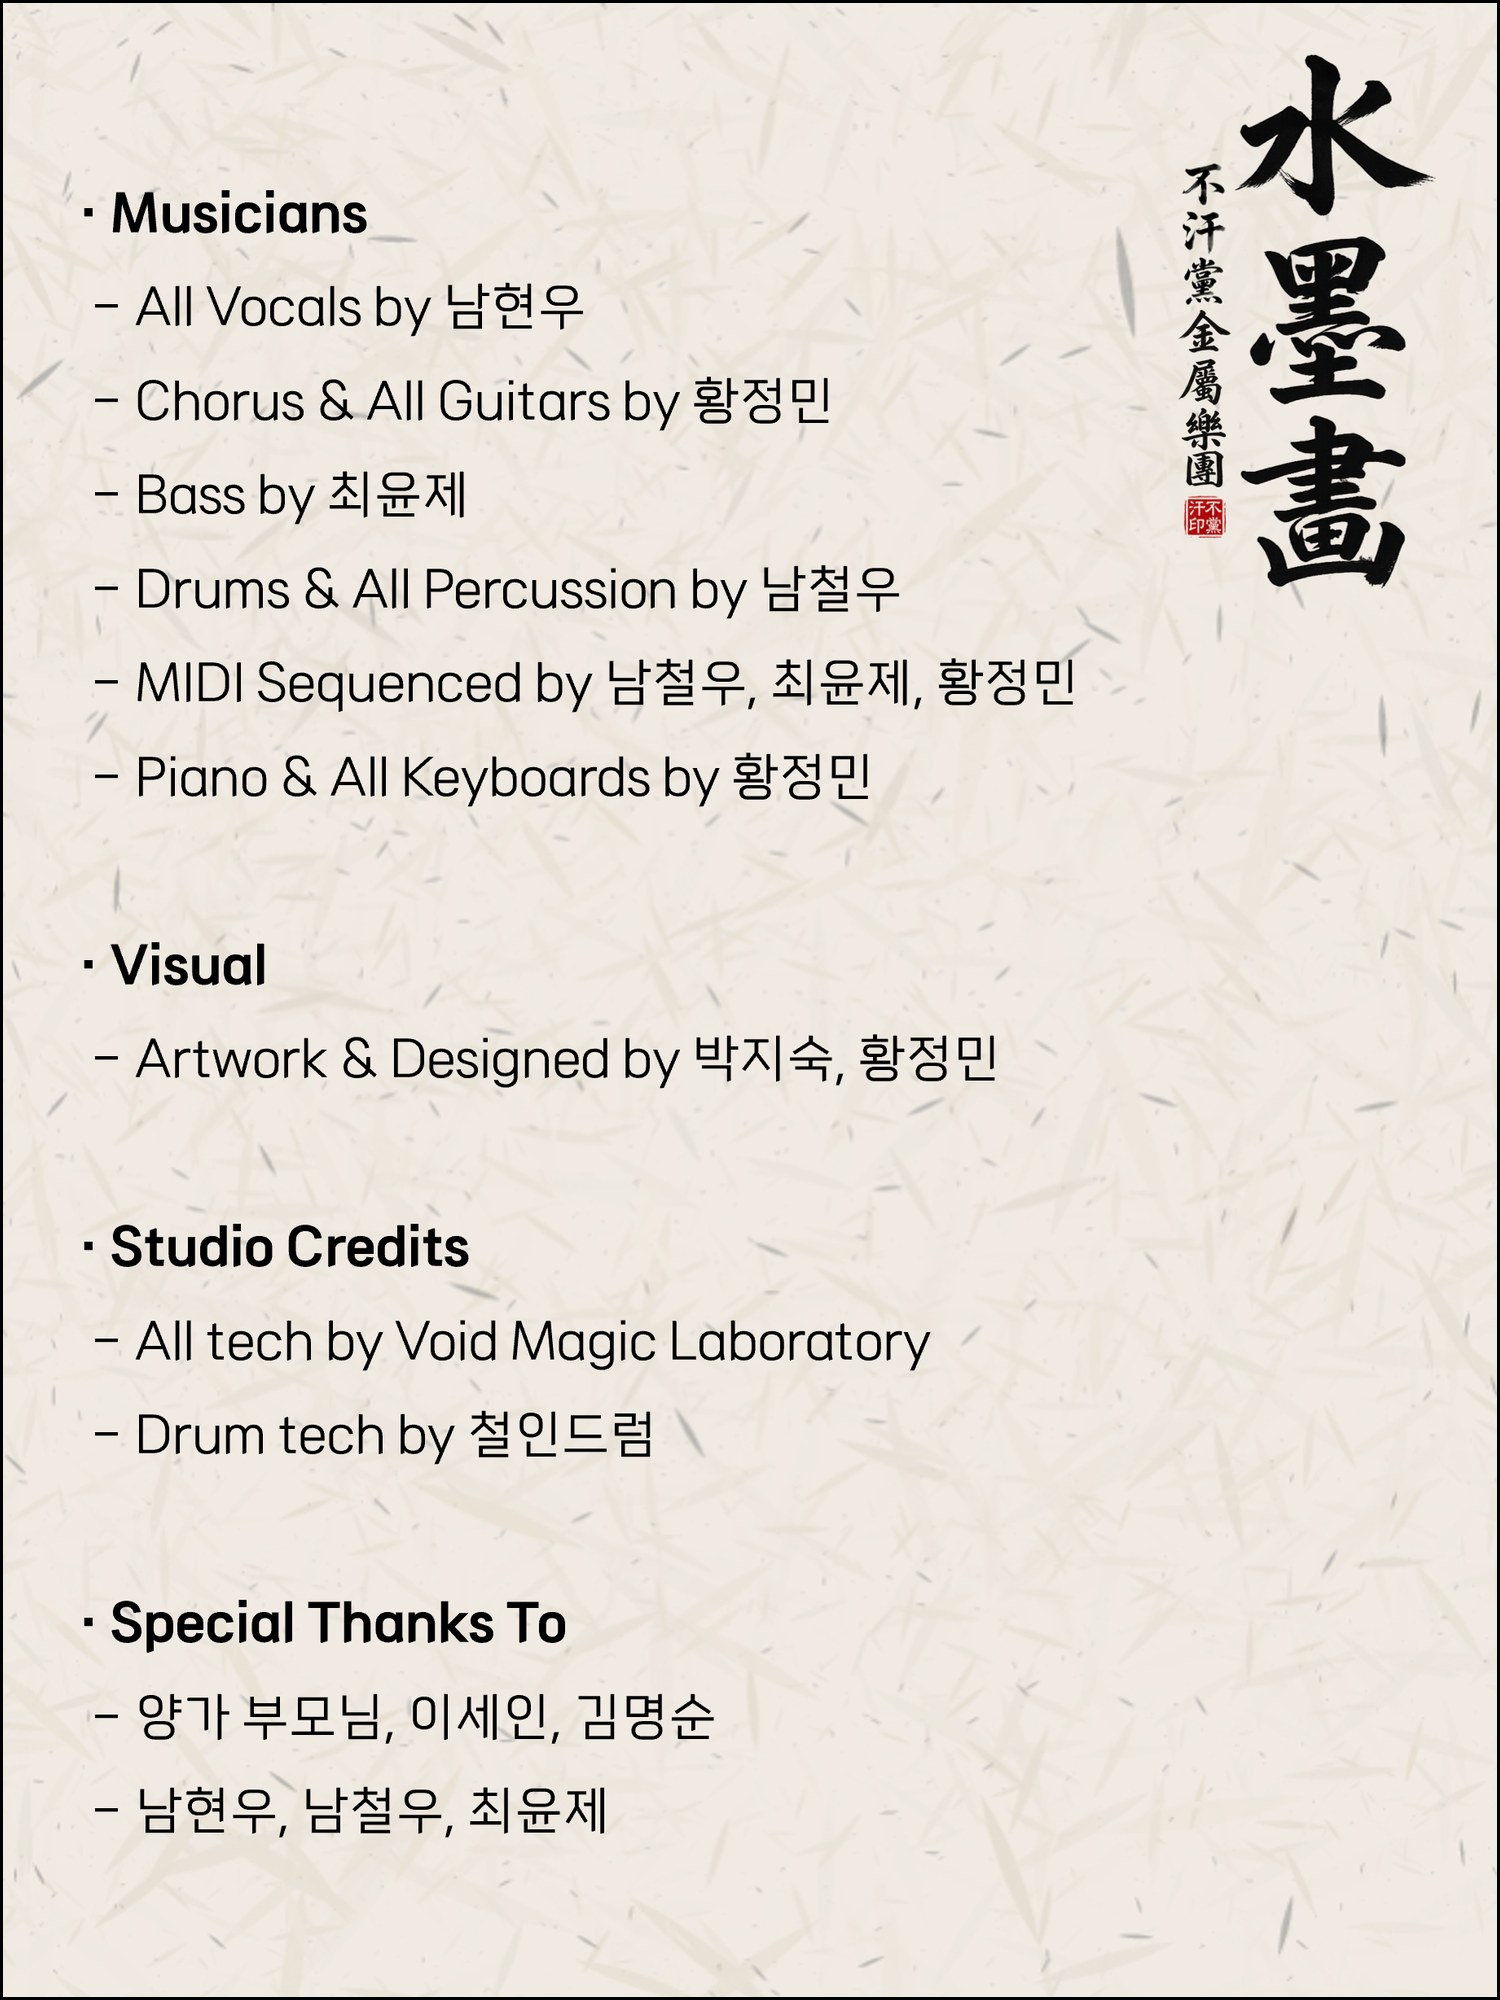 水墨畫
不汗黨金屬樂團
不黨
汗印
· Musicians
– All Vocals by 남현우
– Chorus & All Guitars by 황정민
– Bass by 최윤제
– Drums & All Percussion by 남철우
– MIDI Sequenced by 남철우, 최윤제, 황정민
– Piano & All Keyboards by 황정민
· Visual
– Artwork & Designed by 박지숙, 황정민
· Studio Credits
– All tech by Void Magic Laboratory
– Drum tech by 철인드럼
· Special Thanks To
– 양가 부모님, 이세인, 김명순
– 남현우, 남철우, 최윤제